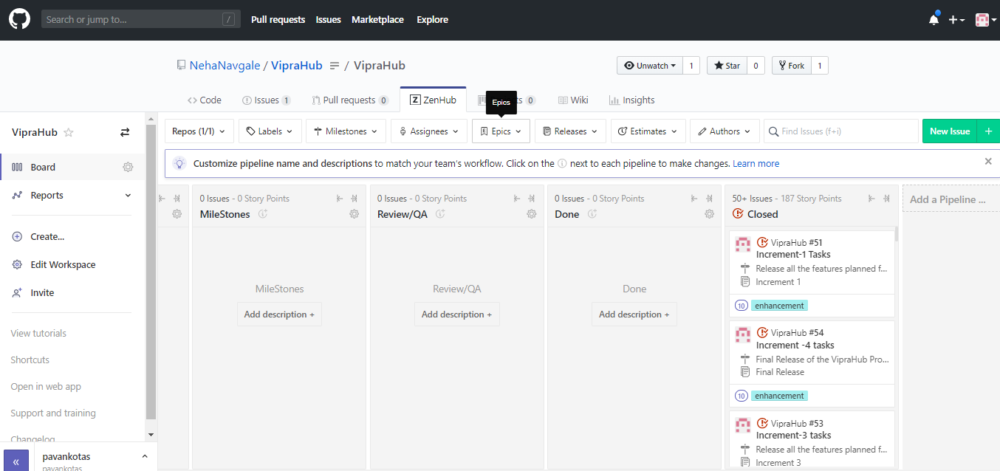 Search or jump to... /
Pull requests Issues Marketplace Explore
NehaNavgale / VipraHub / VipraHub
Unwatch 1 Star 0 Fork 1
Code Issues 1 Pull requests 0 Z ZenHub ts 0 Wiki Insights
Epics
VipraHub
Repos (1/1) Labels Milestones Assignees Epics Releases Estimates Authors Find Issues (f+i) New Issue +
Customize pipeline name and descriptions to match your team's workflow. Click on the i next to each pipeline to make changes. Learn more
Board
Reports
Create...
Edit Workspace
Invite
View tutorials
Shortcuts
Open in web app
Support and training
Changelog
« pavankotas
pavankotas
0 Issues - 0 Story Points
MileStones
MileStones
Add description +
0 Issues - 0 Story Points
Review/QA
Review/QA
Add description +
0 Issues - 0 Story Points
Done
Done
Add description +
50+ Issues - 187 Story Points
Closed
VipraHub #51
Increment-1 Tasks
Release all the features planned f...
Increment 1
10 enhancement
VipraHub #54
Increment -4 tasks
Final Release of the VipraHub Pro...
Final Release
10 enhancement
VipraHub #53
Increment-3 tasks
Release all the features planned f...
Increment 3
Add a Pipeline ...